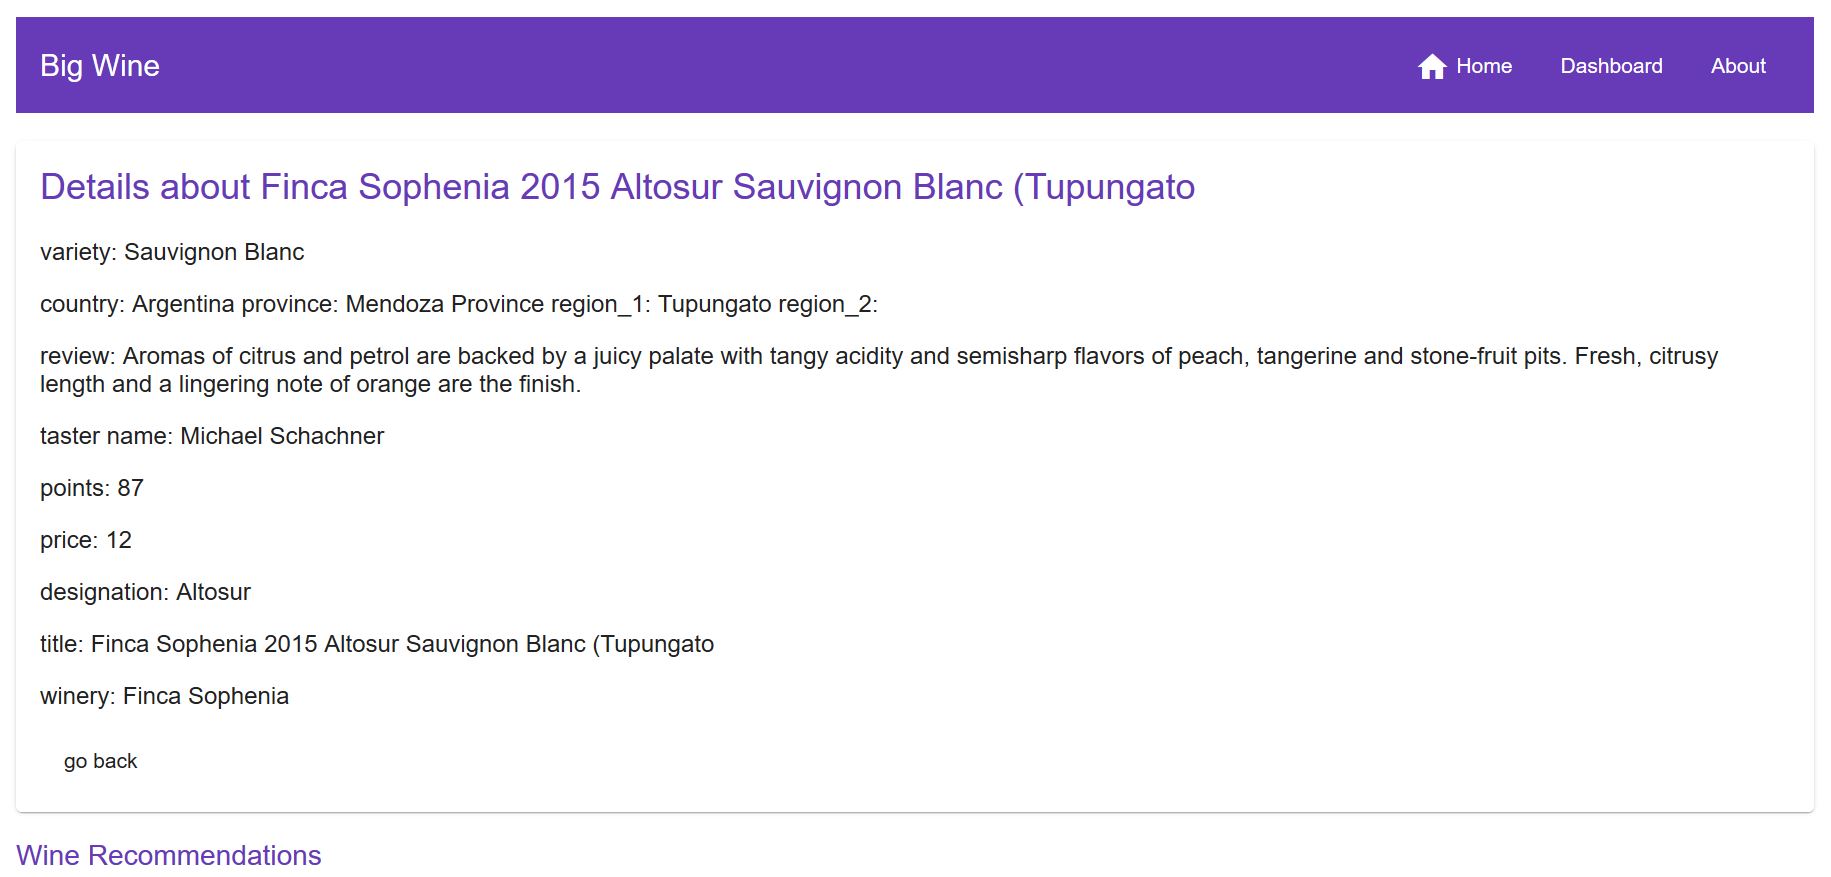 Big Wine
Home
Dashboard
About
Details about Finca Sophenia 2015 Altosur Sauvignon Blanc (Tupungato
variety: Sauvignon Blanc
country: Argentina province: Mendoza Province region_1: Tupungato region_2:
review: Aromas of citrus and petrol are backed by a juicy palate with tangy acidity and semisharp flavors of peach, tangerine and stone-fruit pits. Fresh, citrusy
length and a lingering note of orange are the finish.
taster name: Michael Schachner
points: 87
price: 12
designation: Altosur
title: Finca Sophenia 2015 Altosur Sauvignon Blanc (Tupungato
winery: Finca Sophenia
go back
Wine Recommendations